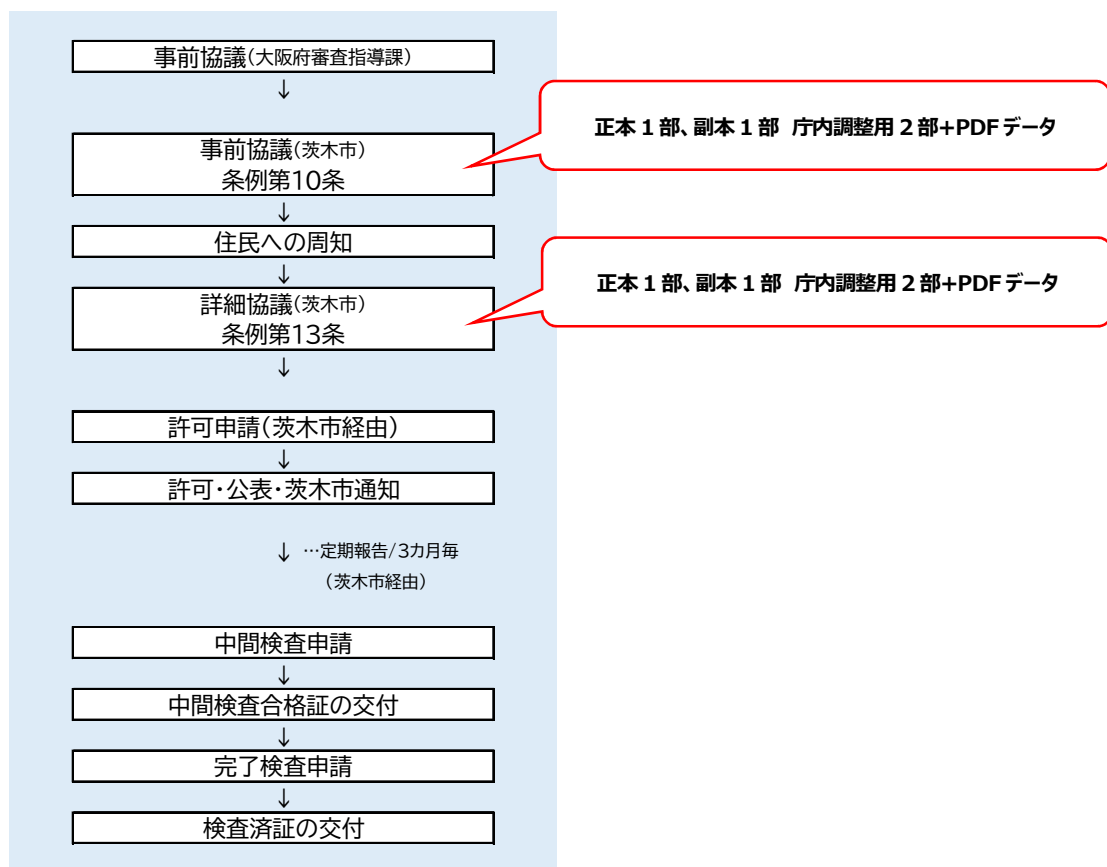 事前協議(大阪府審査指導課)
↓
正本1部、副本1部 庁内調整用2部+PDFデータ
事前協議(茨木市)
条例第10条
↓
住民への周知
↓
正本1部、副本1部 庁内調整用2部+PDFデータ
詳細協議(茨木市)
条例第13条
↓
許可申請(茨木市経由)
↓
許可・公表・茨木市通知
↓ …定期報告/3カ月毎
(茨木市経由)
中間検査申請
↓
中間検査合格証の交付
↓
完了検査申請
↓
検査済証の交付